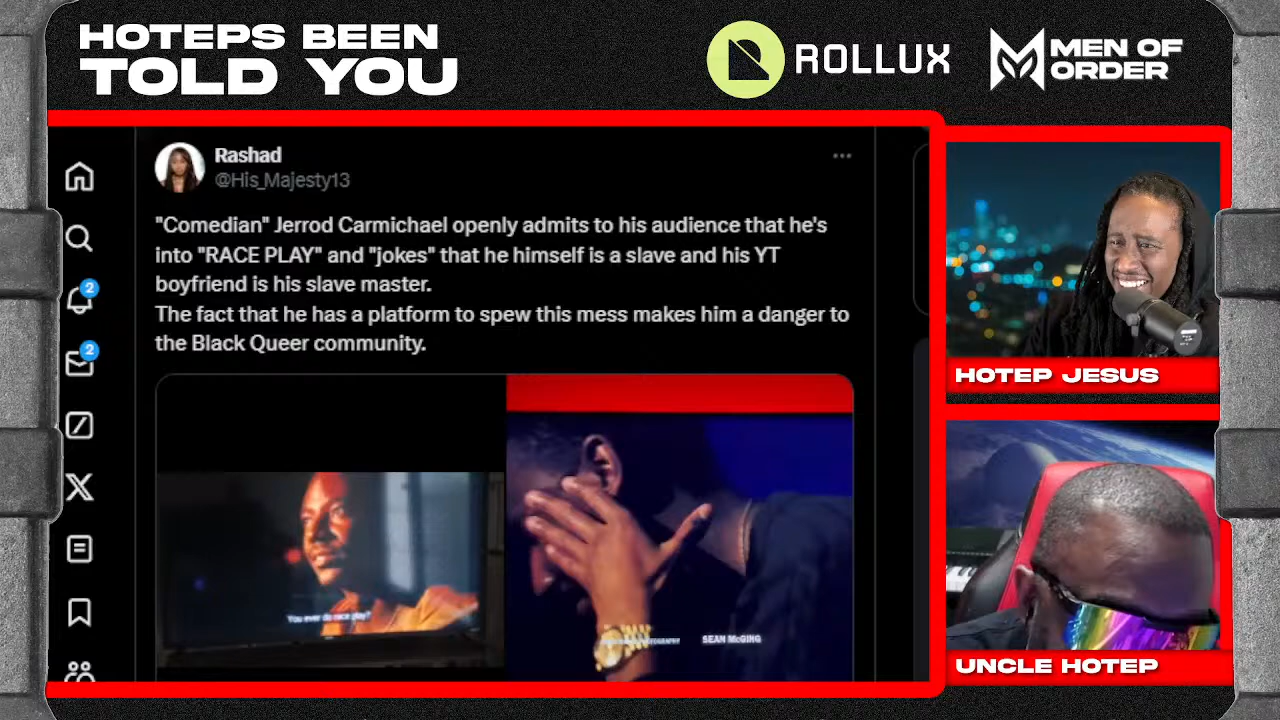 HOTEPS BEEN
TOLD YOU
ROLLUX
MEN OF
ORDER
Rashad
@His_Majesty13
"Comedian" Jerrod Carmichael openly admits to his audience that he's
into "RACE PLAY" and "jokes" that he himself is a slave and his YT
boyfriend is his slave master.
The fact that he has a platform to spew this mess makes him a danger to
the Black Queer community.
2
2
You ever do race play?
SEAN McGING
HOTEP JESUS
UNCLE HOTEP